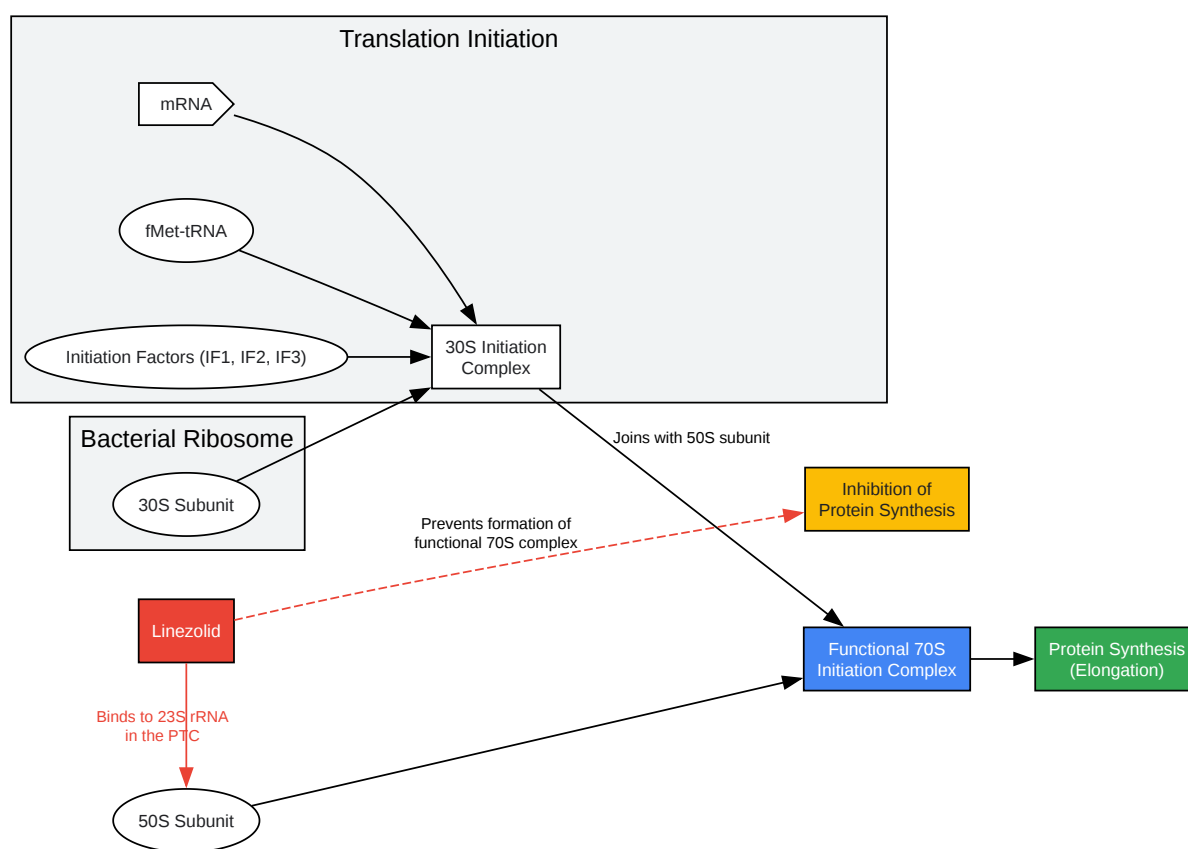 Translation Initiation
mRNA
fMet-tRNA
Initiation Factors (IF1, IF2, IF3)
30S Initiation
Complex
Bacterial Ribosome
30S Subunit
Joins with 50S subunit
Inhibition of
Protein Synthesis
Prevents formation of
functional 70S complex
Linezolid
Functional 70S
Initiation Complex
Protein Synthesis
(Elongation)
Binds to 23S rRNA
in the PTC
50S Subunit